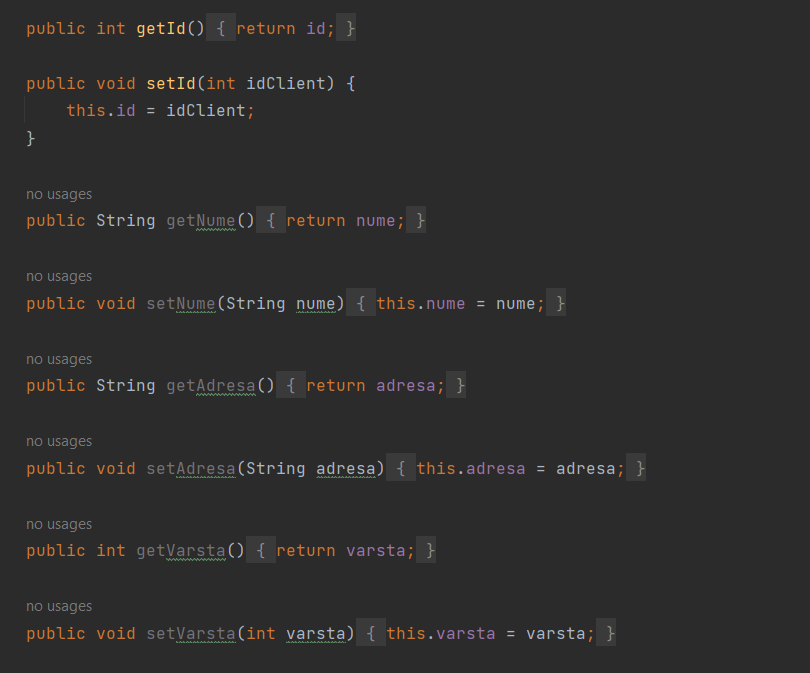 public int getId() { return id; }
public void setId(int idClient) {
this.id = idClient;
}
no usages
public String getNume() { return nume; }
no usages
public void setNume(String nume) { this.nume = nume; }
no usages
public String getAdresa() { return adresa; }
no usages
public void setAdresa(String adresa) { this.adresa = adresa; }
no usages
public int getVarsta() { return varsta; }
no usages
public void setVarsta(int varsta) { this.varsta = varsta; }